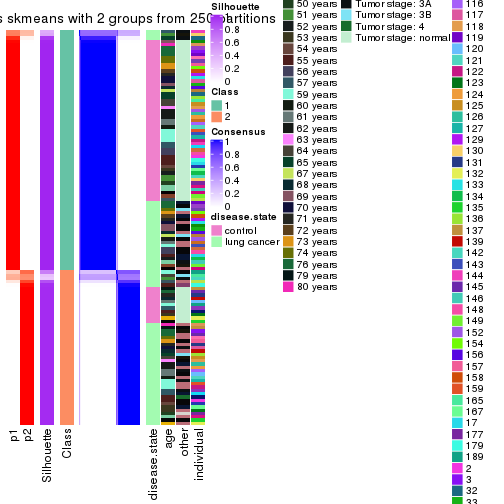 s skmeans with 2 groups from 250 partitions
Silhouette
1
0.8
0.6
0.4
0.2
0
Class
1
2
Consensus
1
0.8
0.6
0.4
0.2
0
disease.state
control
lung cancer
50 years
51 years
52 years
53 years
54 years
55 years
56 years
57 years
59 years
60 years
61 years
62 years
63 years
64 years
65 years
67 years
68 years
69 years
70 years
71 years
72 years
73 years
74 years
76 years
79 years
80 years
Tumor stage: 3A
Tumor stage: 3B
Tumor stage: 4
Tumor stage: normal
116
117
118
119
120
121
122
123
124
125
126
127
129
130
131
132
133
134
135
136
137
139
142
143
144
145
146
148
149
152
154
156
157
158
159
165
167
17
177
179
189
2
3
32
33
p1
p2
Silhouette
Class
disease.state
age
other
individual